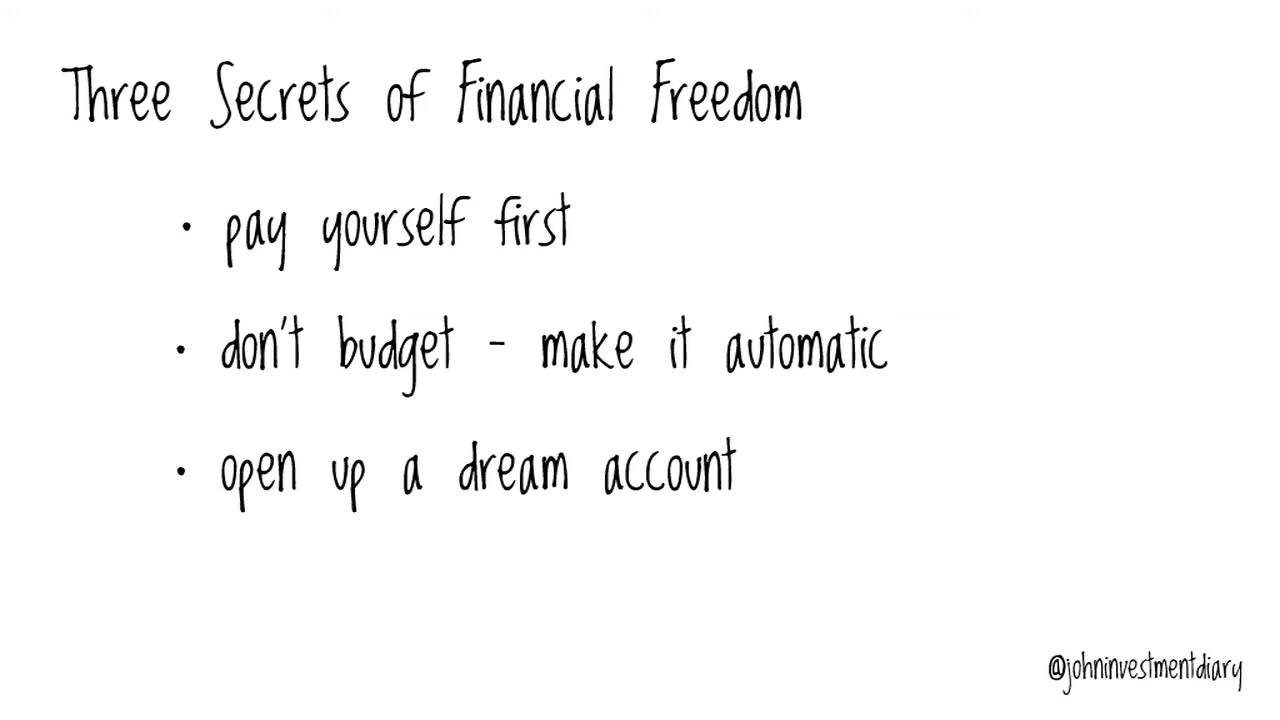 Three Secrets of Financial Freedom
· pay yourself first
· don't budget - make it automatic
· open up a dream account
@johninvestmentdiary